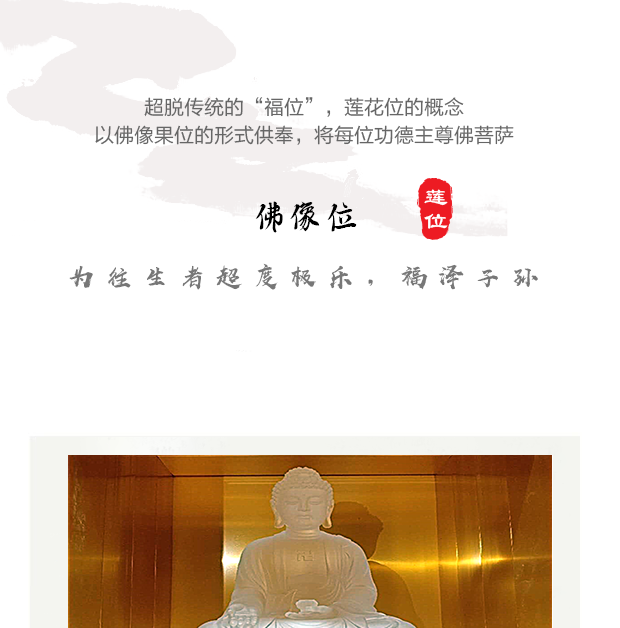 超脱传统的“福位”，莲花位的概念
以佛像果位的形式供奉，将每位功德主尊佛菩萨
佛像位
莲位
为往生者超度极乐，福泽子孙
卍